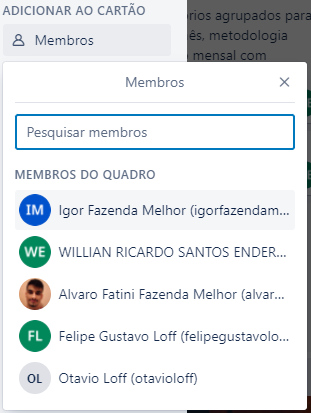 ADICIONAR AO CARTÃO
Membros
rios agrupados para
ês, metodologia
mensal com
Membros
Pesquisar membros
MEMBROS DO QUADRO
IM Igor Fazenda Melhor (igorfazendam...
WE WILLIAN RICARDO SANTOS ENDER...
Alvaro Fatini Fazenda Melhor (alvar...
FL Felipe Gustavo Loff (felipegustavolo...
OL Otavio Loff (otavioloff)